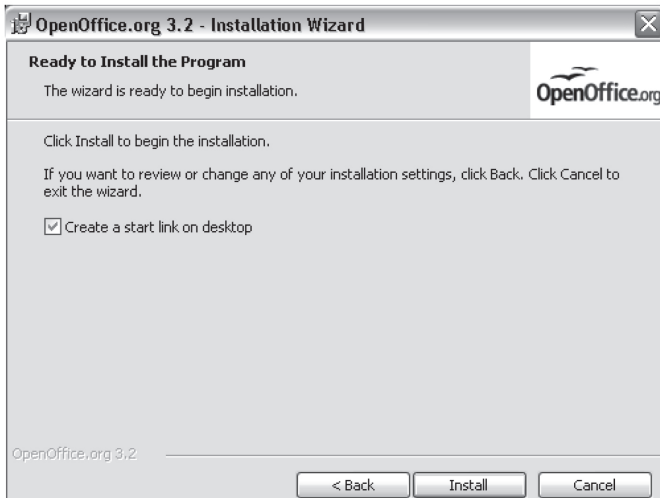 OpenOffice.org 3.2 - Installation Wizard
Ready to Install the Program
The wizard is ready to begin installation.
OpenOffice.org
Click Install to begin the installation.
If you want to review or change any of your installation settings, click Back. Click Cancel to
exit the wizard.
Create a start link on desktop
OpenOffice.org 3.2
< Back
Install
Cancel